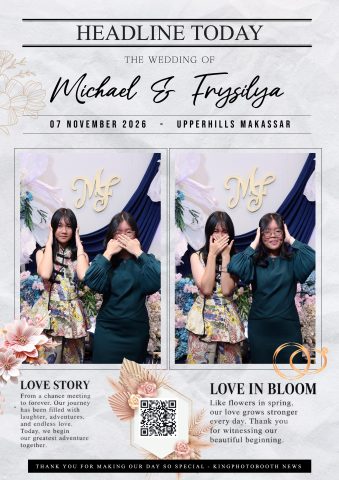 HEADLINE TODAY
THE WEDDING OF
Michael & Frysilya
07 NOVEMBER 2026 - UPPERHILLS MAKASSAR
MF
MF
LOVE STORY
From a chance meeting
to forever. Our journey
has been filled with
laughter, adventures,
and endless love.
Today, we begin
our greatest adventure
together.
LOVE IN BLOOM
Like flowers in spring,
our love grows stronger
every day. Thank you
for witnessing our
beautiful beginning.
THANK YOU FOR MAKING OUR DAY SO SPECIAL - KINGPHOTOBOOTH NEWS